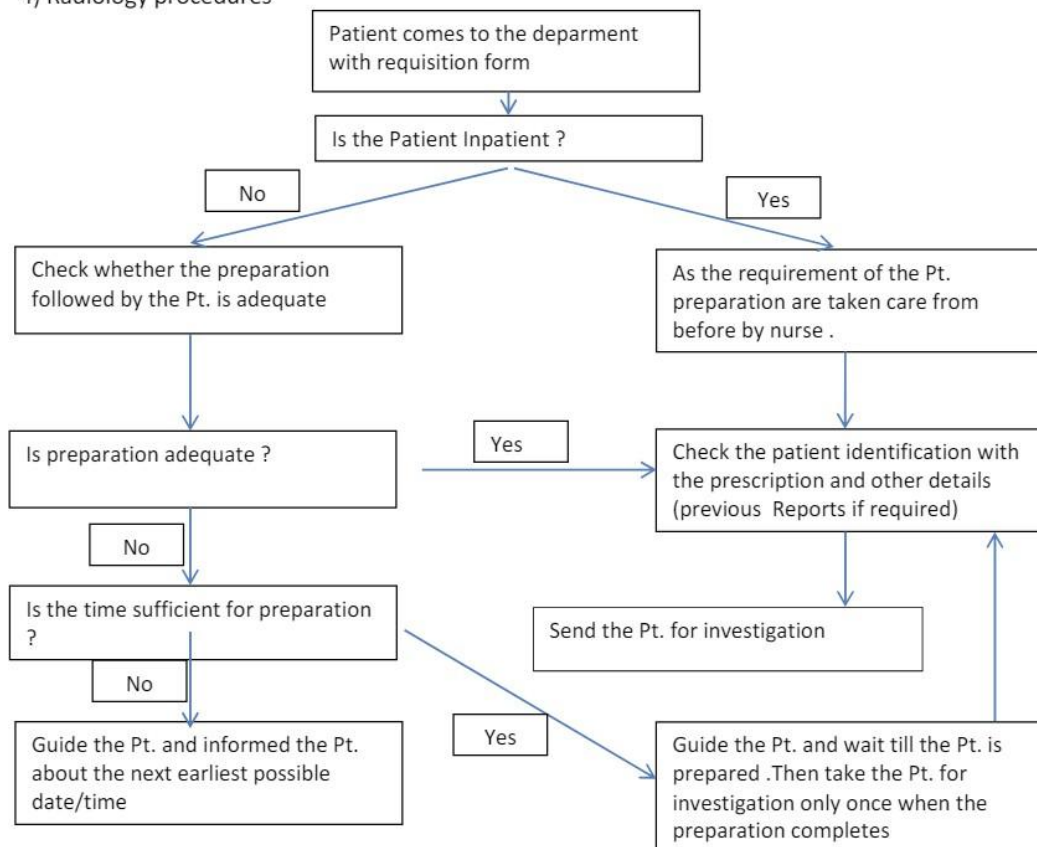 Patient comes to the deparment
with requisition form
Is the Patient Inpatient ?
No
Yes
Check whether the preparation
followed by the Pt. is adequate
As the requirement of the Pt.
preparation are taken care from
before by nurse .
Is preparation adequate ?
Yes
Check the patient identification with
the prescription and other details
(previous Reports if required)
No
Is the time sufficient for preparation
?
Send the Pt. for investigation
No
Yes
Guide the Pt. and informed the Pt.
about the next earliest possible
date/time
Guide the Pt. and wait till the Pt. is
prepared .Then take the Pt. for
investigation only once when the
preparation completes